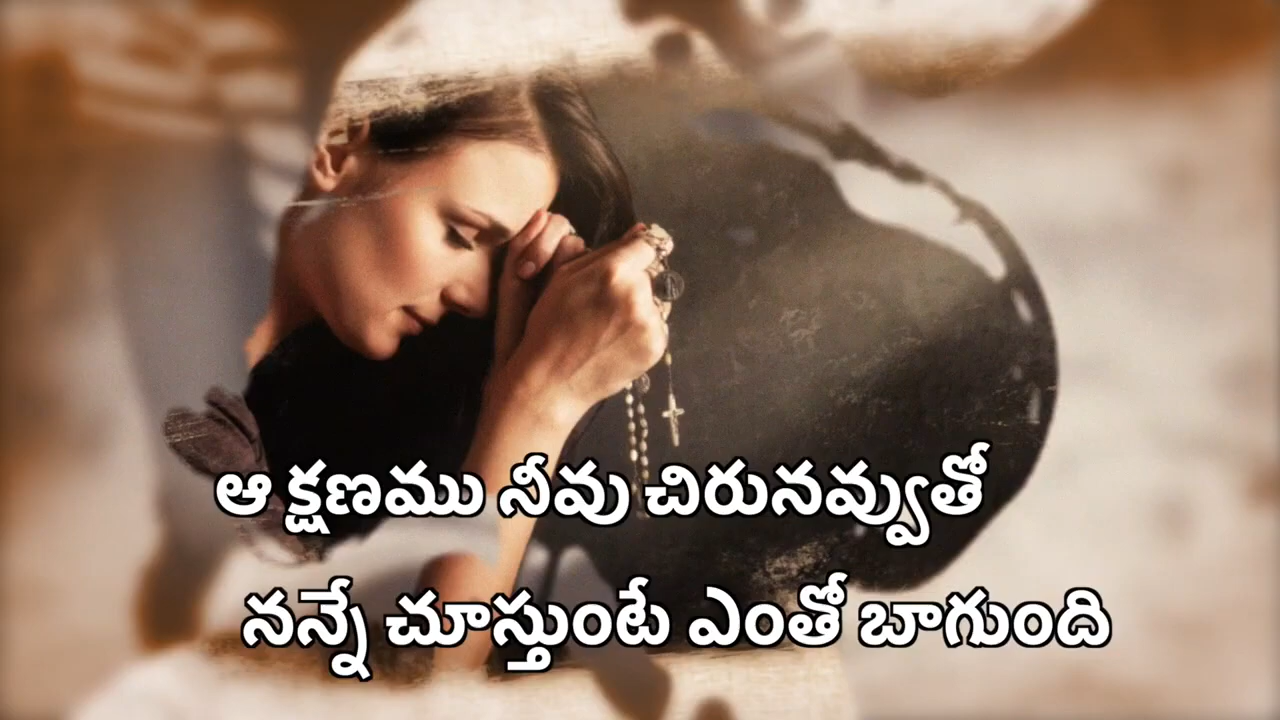 ఆ క్షణము నీవు చిరునవ్వుతో
నన్నే చూస్తుంటే ఎంతో బాగుంది